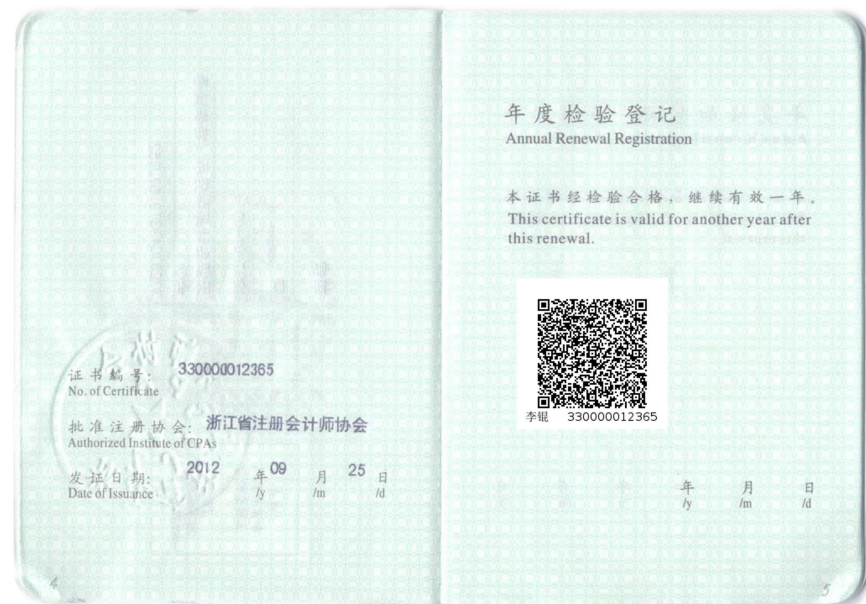 证书编号: 330000012365
No. of Certificate
批准注册协会: 浙江省注册会计师协会
Authorized Institute of CPAs
发证日期: 2012 年 09 月 25 日
Date of Issuance /y /m /d
4
年度检验登记
Annual Renewal Registration
本证书经检验合格，继续有效一年。
This certificate is valid for another year after
this renewal.
李锟 330000012365
年 月 日
/y /m /d
5